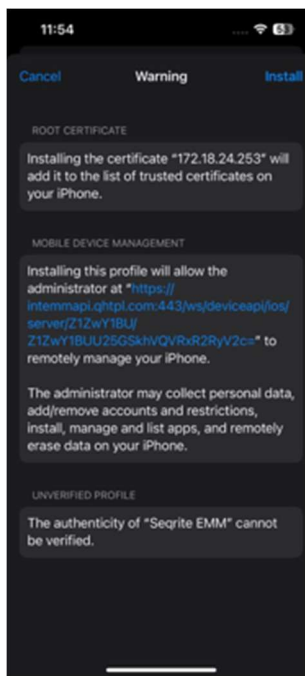 11:54
63
Cancel Warning Install
ROOT CERTIFICATE
Installing the certificate “172.18.24.253” will
add it to the list of trusted certificates on
your iPhone.
MOBILE DEVICE MANAGEMENT
Installing this profile will allow the
administrator at “https://
intemmapi.qhtpl.com:443/ws/deviceapi/ios/
server/Z1ZwY1BU/
Z1ZwY1BUU25GSkhVQVRxR2RyV2c=” to
remotely manage your iPhone.
The administrator may collect personal data,
add/remove accounts and restrictions,
install, manage and list apps, and remotely
erase data on your iPhone.
UNVERIFIED PROFILE
The authenticity of “Seqrite EMM” cannot
be verified.